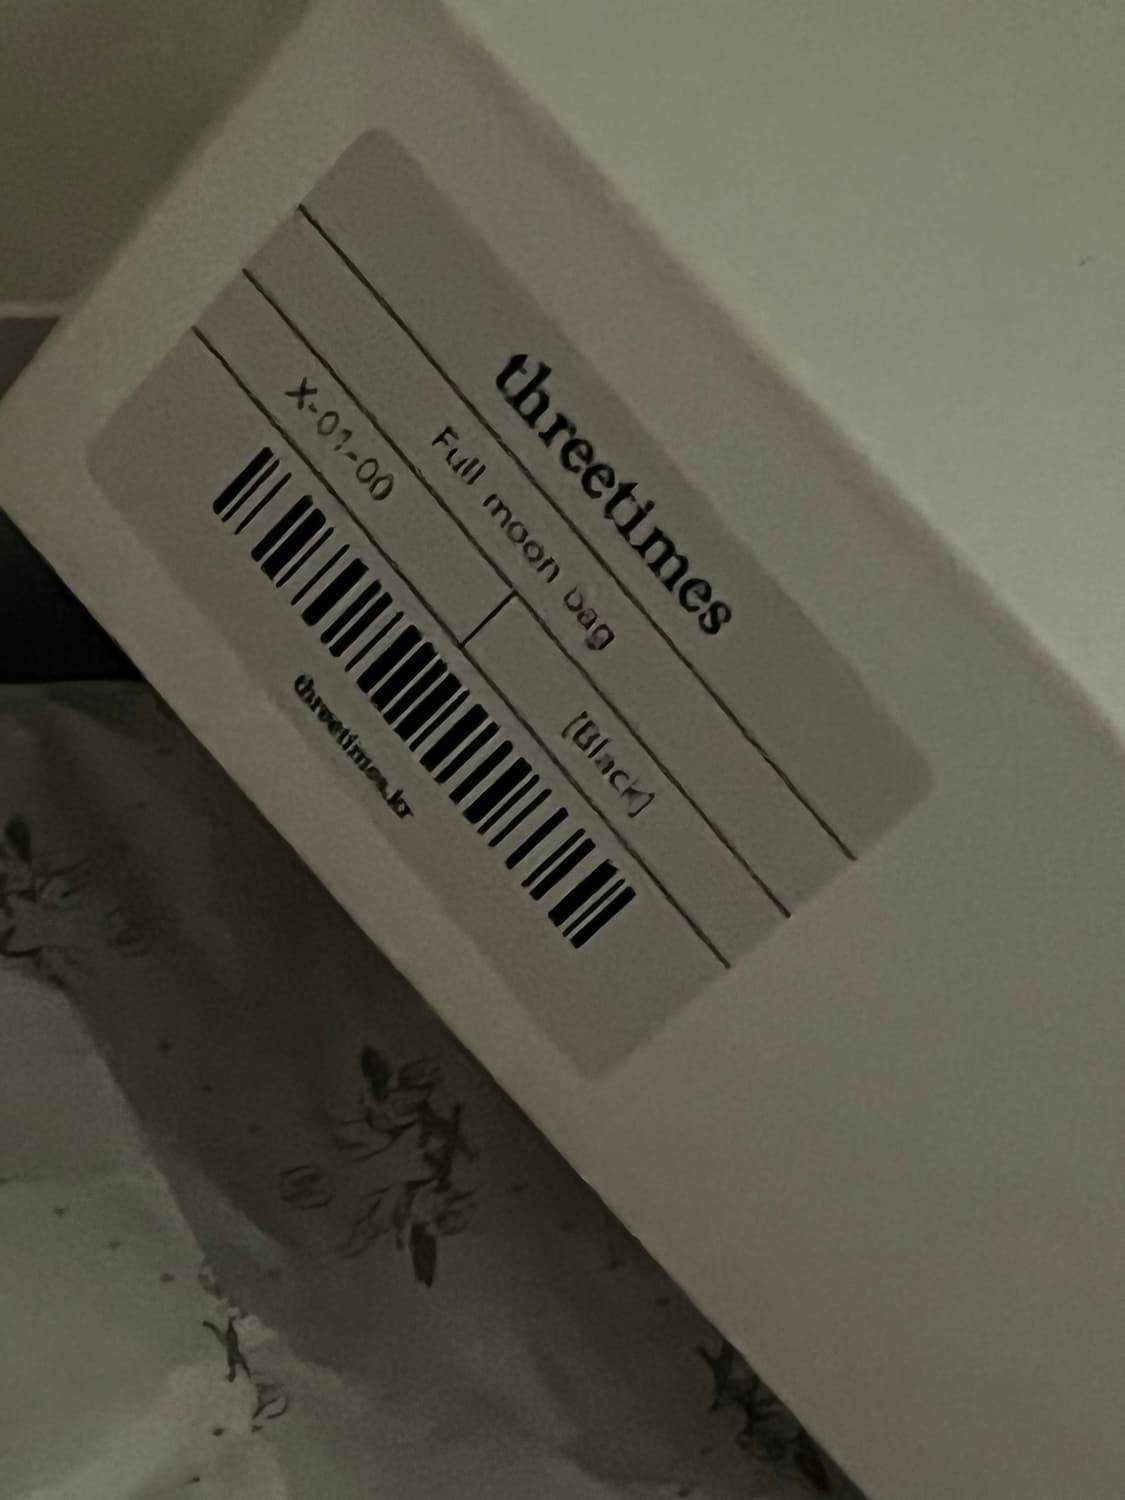 threetimes
Full moon bag
X-01-00 [Black]
threetimes.kr